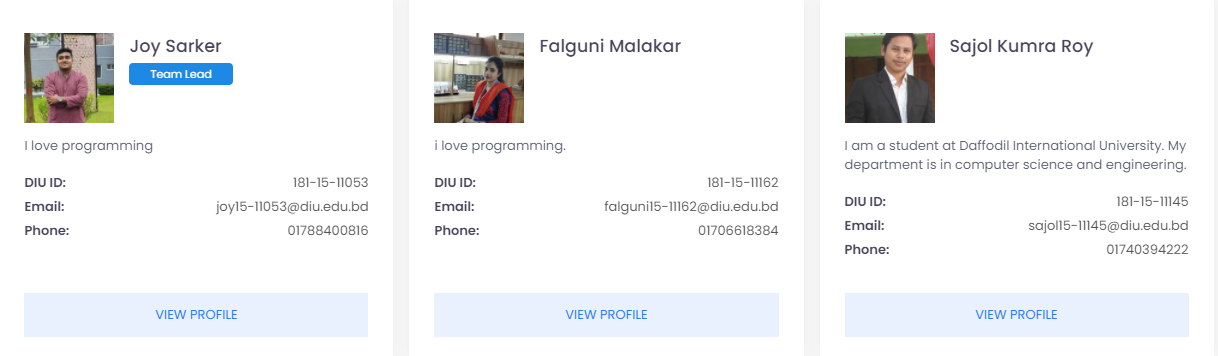 Joy Sarker
Team Lead
I love programming
DIU ID: 181-15-11053
Email: joy15-11053@diu.edu.bd
Phone: 01788400816
VIEW PROFILE
Falguni Malakar
i love programming.
DIU ID: 181-15-11162
Email: falguni15-11162@diu.edu.bd
Phone: 01706618384
VIEW PROFILE
Sajol Kumra Roy
I am a student at Daffodil International University. My
department is in computer science and engineering.
DIU ID: 181-15-11145
Email: sajol15-11145@diu.edu.bd
Phone: 01740394222
VIEW PROFILE